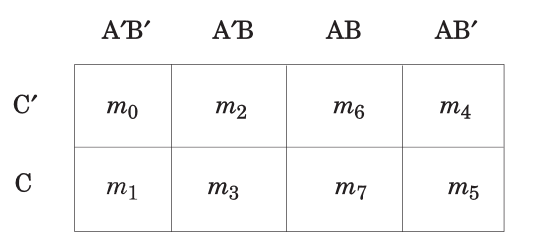 A′B′ A′B AB AB′
C′ m₀ m₂ m₆ m₄
C m₁ m₃ m₇ m₅